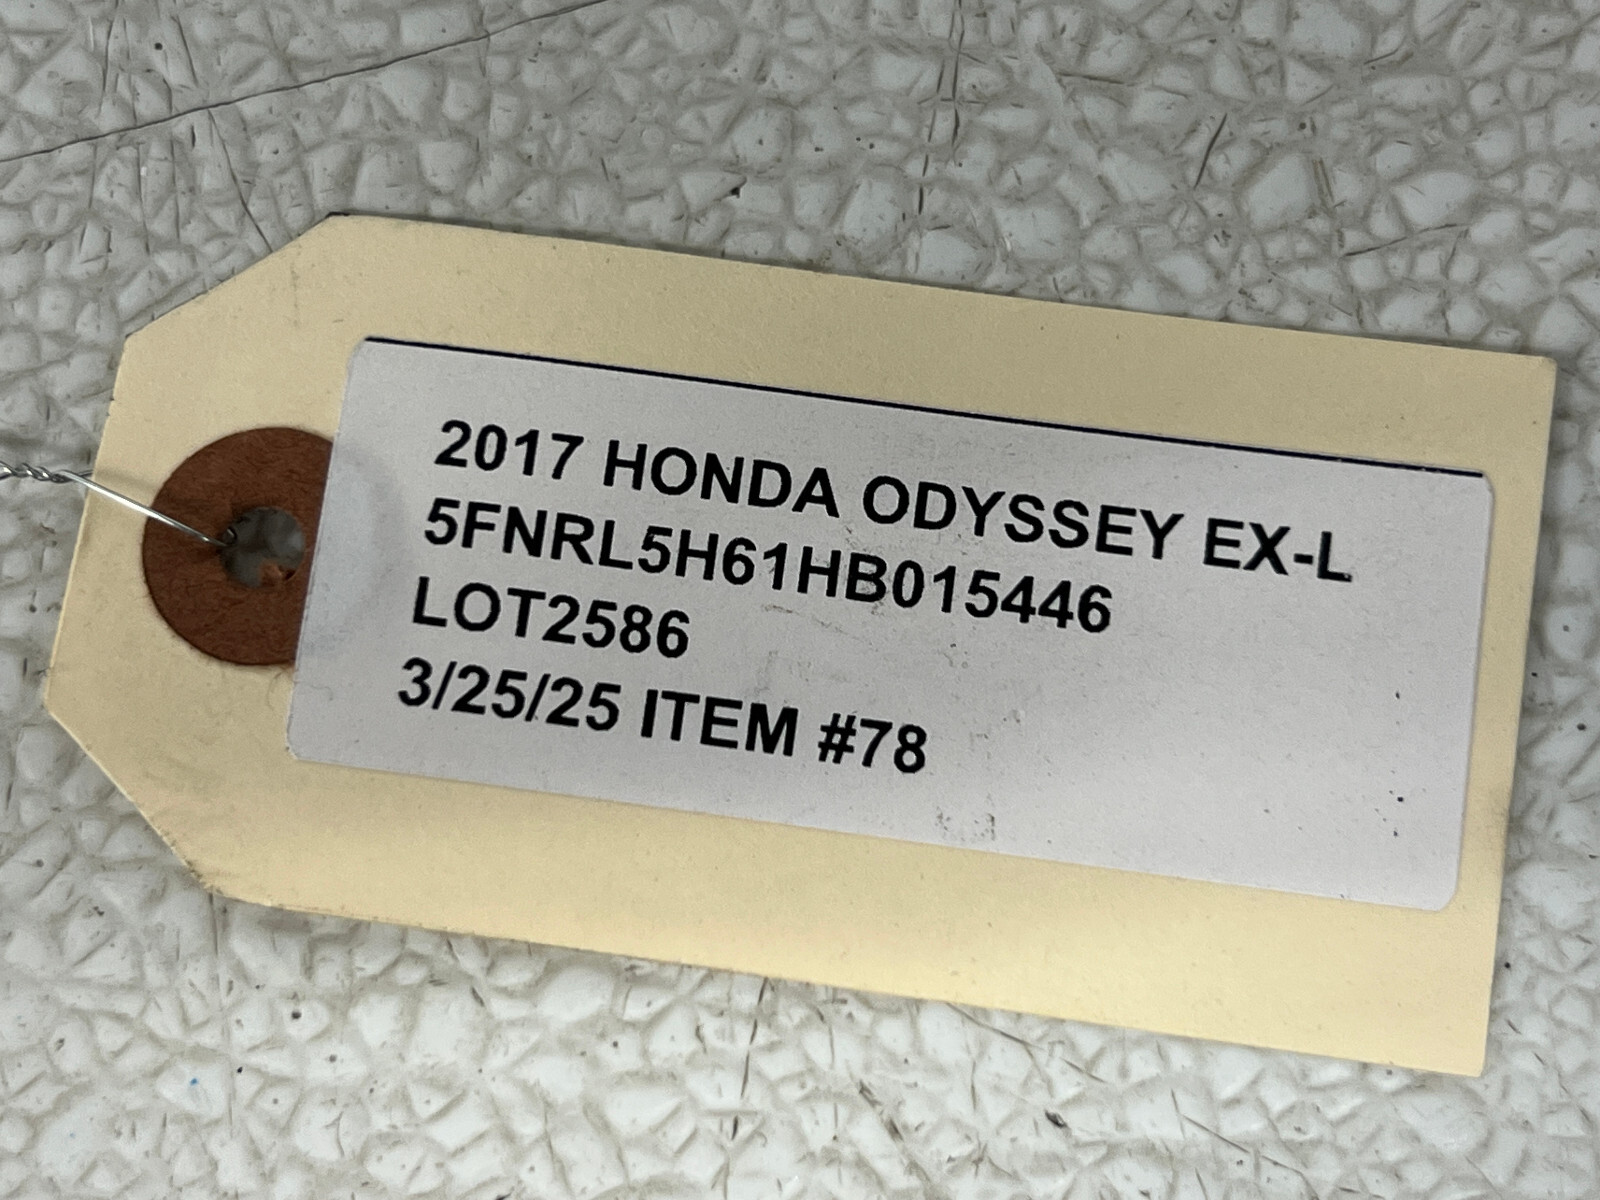 2017 HONDA ODYSSEY EX-L
5FNRL5H61HB015446
LOT2586
3/25/25 ITEM #78